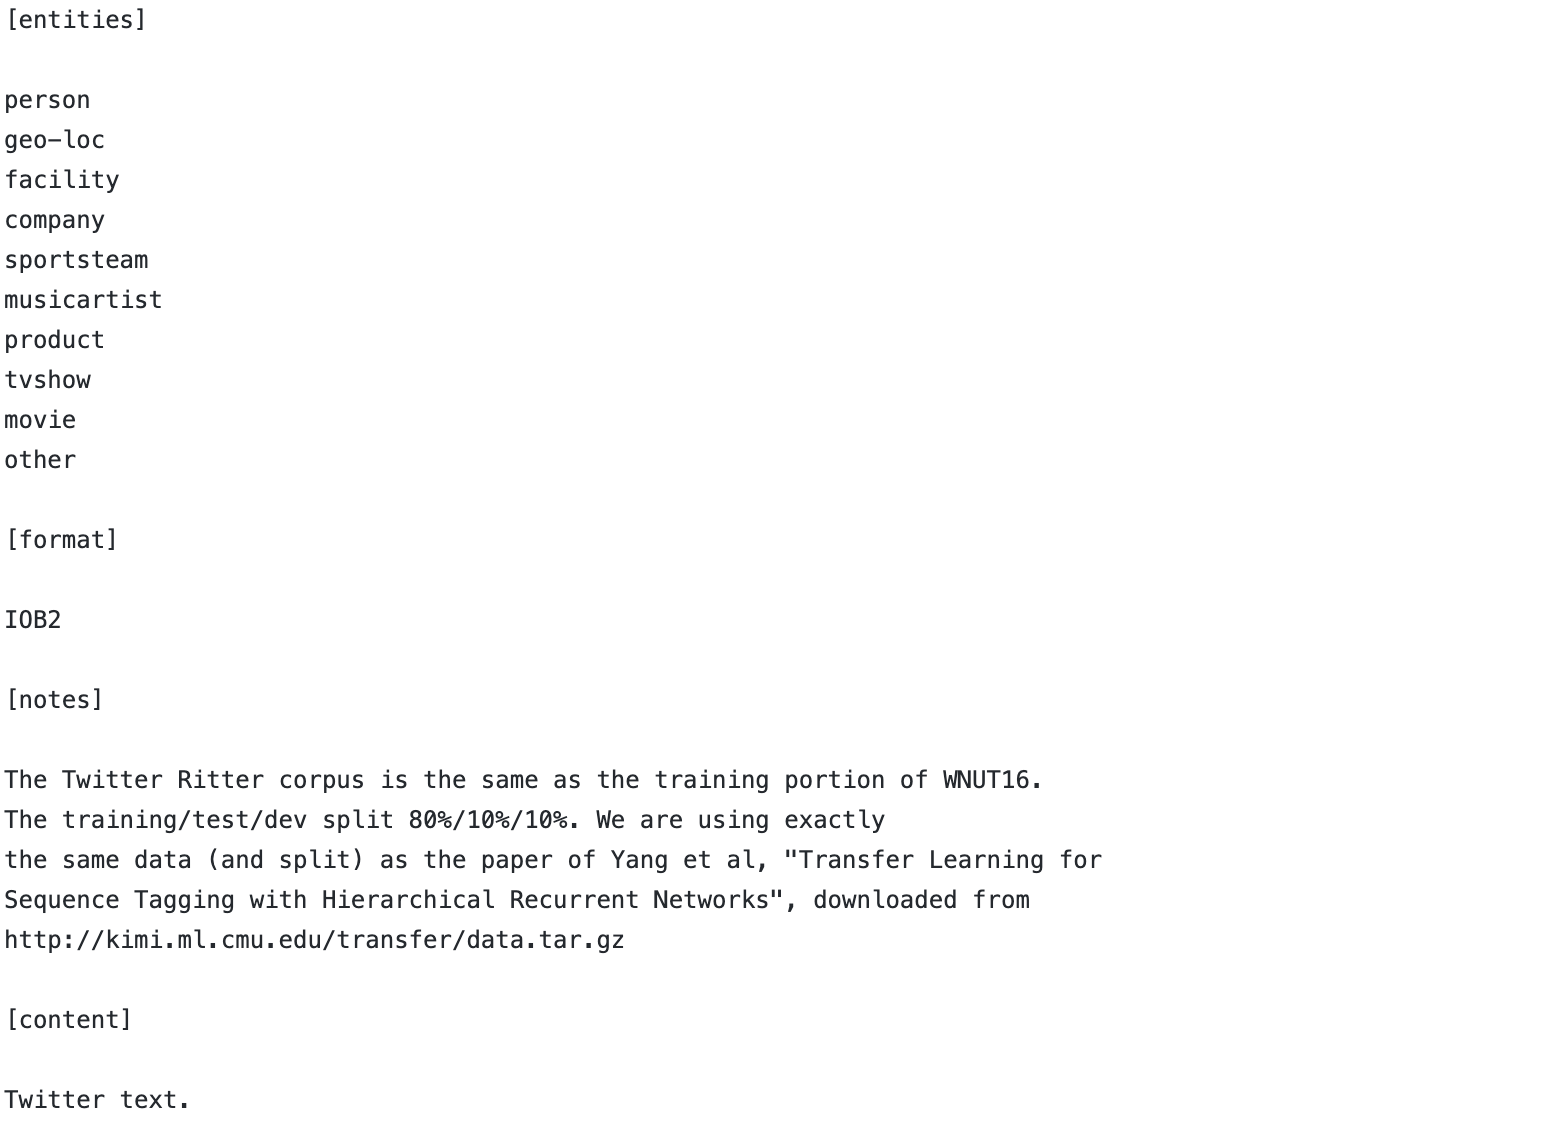 [entities]
person
geo-loc
facility
company
sportsteam
musicartist
product
tvshow
movie
other
[format]
IOB2
[notes]
The Twitter Ritter corpus is the same as the training portion of WNUT16.
The training/test/dev split 80%/10%/10%. We are using exactly
the same data (and split) as the paper of Yang et al, "Transfer Learning for
Sequence Tagging with Hierarchical Recurrent Networks", downloaded from
http://kimi.ml.cmu.edu/transfer/data.tar.gz
[content]
Twitter text.